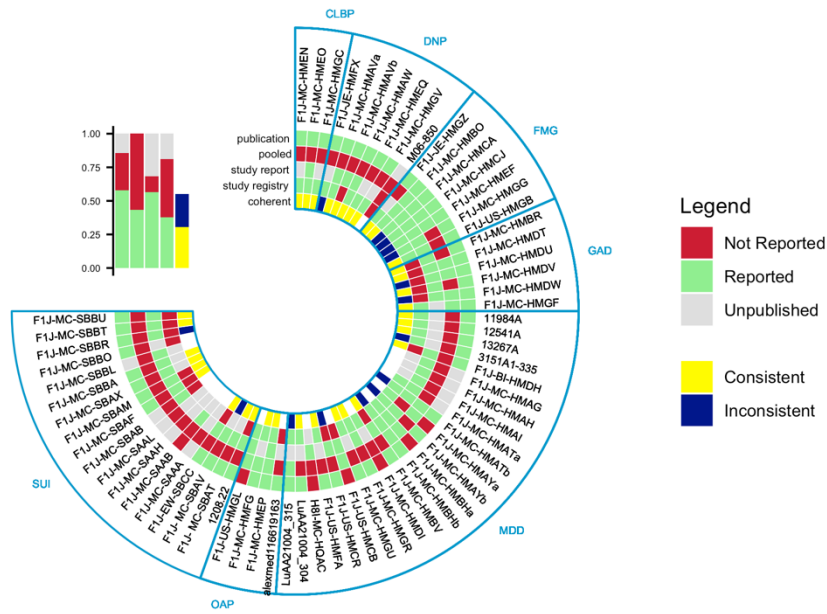 CLBP
DNP
FMG
GAD
MDD
OAP
SUI
F1J-MC-HMEN
F1J-MC-HMEO
F1J-MC-HMGC
F1J-JE-HMFX
F1J-MC-HMAVa
F1J-MC-HMAVb
F1J-MC-HMAW
F1J-MC-HMEQ
F1J-MC-HMGV
M06-850
F1J-JE-HMGZ
F1J-MC-HMBO
F1J-MC-HMCA
F1J-MC-HMCJ
F1J-MC-HMEF
F1J-MC-HMGG
F1J-US-HMGB
F1J-MC-HMBR
F1J-MC-HMDT
F1J-MC-HMDU
F1J-MC-HMDV
F1J-MC-HMDW
F1J-MC-HMGF
11984A
12541A
13267A
3151A1-335
F1J-BI-HMDH
F1J-MC-HMAG
F1J-MC-HMAH
F1J-MC-HMAI
F1J-MC-HMATa
F1J-MC-HMATb
F1J-MC-HMAYa
F1J-MC-HMAYb
F1J-MC-HMBHa
F1J-MC-HMBHb
F1J-MC-HMBV
F1J-MC-HMDI
F1J-MC-HMGR
F1J-MC-HMGU
F1J-US-HMCB
F1J-US-HMCR
F1J-US-HMFA
H8I-MC-HQAC
LuAA21004_304
LuAA21004_315
alexmed116619163
F1J-MC-HMEP
F1J-MC-HMFG
F1J-US-HMGL
1208.22
F1J- MC-SBAT
F1J-MC-SBAV
F1J-EW-SBCC
F1J-MC-SAAA
F1J-MC-SAAB
F1J-MC-SAAH
F1J-MC-SAAL
F1J-MC-SBAB
F1J-MC-SBAF
F1J-MC-SBAM
F1J-MC-SBAX
F1J-MC-SBBA
F1J-MC-SBBL
F1J-MC-SBBO
F1J-MC-SBBR
F1J-MC-SBBT
F1J-MC-SBBU
publication
pooled
study report
study registry
coherent
1.00
0.75
0.50
0.25
0.00
Legend
Not Reported
Reported
Unpublished
Consistent
Inconsistent